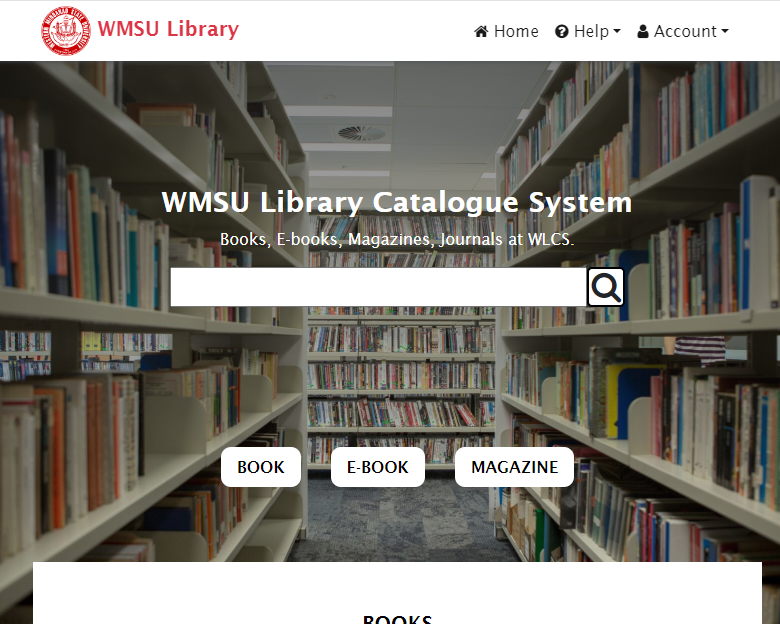 WMSU Library
Home Help Account
WMSU Library Catalogue System
Books, E-books, Magazines, Journals at WLCS.
BOOK E-BOOK MAGAZINE
BOOKS